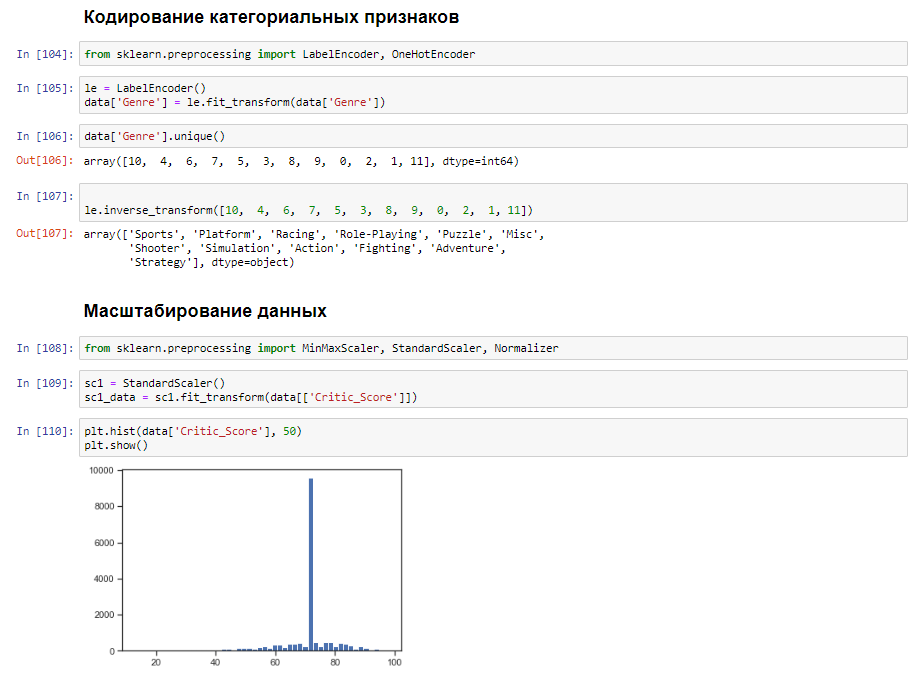 Кодирование категориальных признаков
In [104]: from sklearn.preprocessing import LabelEncoder, OneHotEncoder
In [105]: le = LabelEncoder()
data['Genre'] = le.fit_transform(data['Genre'])
In [106]: data['Genre'].unique()
Out[106]: array([10,  4,  6,  7,  5,  3,  8,  9,  0,  2,  1, 11], dtype=int64)
In [107]:
le.inverse_transform([10,  4,  6,  7,  5,  3,  8,  9,  0,  2,  1, 11])
Out[107]: array(['Sports', 'Platform', 'Racing', 'Role-Playing', 'Puzzle', 'Misc',
'Shooter', 'Simulation', 'Action', 'Fighting', 'Adventure',
'Strategy'], dtype=object)
Масштабирование данных
In [108]: from sklearn.preprocessing import MinMaxScaler, StandardScaler, Normalizer
In [109]: sc1 = StandardScaler()
sc1_data = sc1.fit_transform(data[['Critic_Score']])
In [110]: plt.hist(data['Critic_Score'], 50)
plt.show()
10000
8000
6000
4000
2000
0
20 40 60 80 100